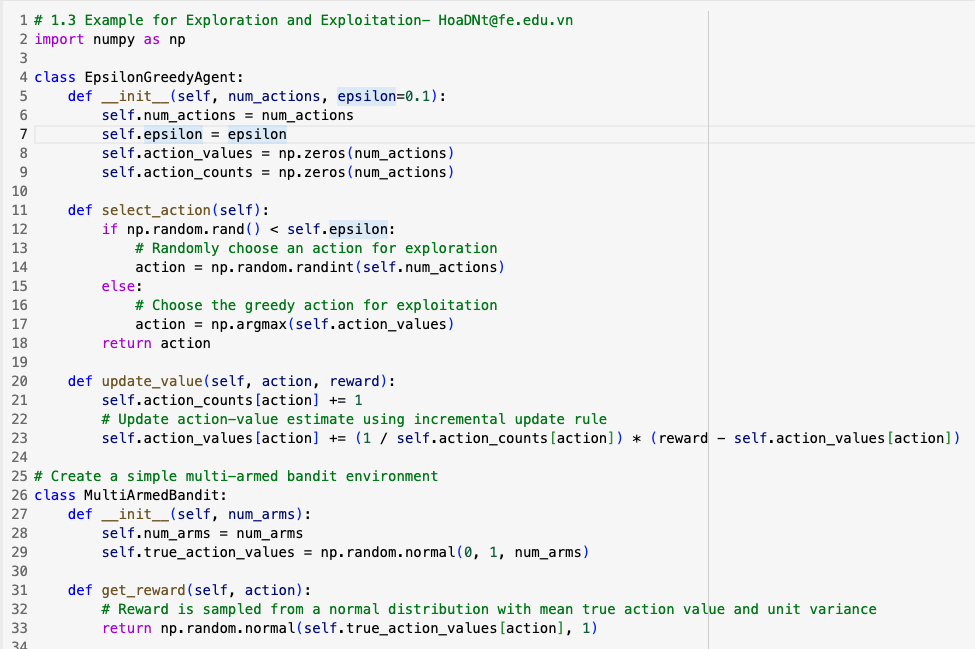 1 # 1.3 Example for Exploration and Exploitation- HoaDNt@fe.edu.vn
2 import numpy as np
3
4 class EpsilonGreedyAgent:
5     def __init__(self, num_actions, epsilon=0.1):
6         self.num_actions = num_actions
7         self.epsilon = epsilon
8         self.action_values = np.zeros(num_actions)
9         self.action_counts = np.zeros(num_actions)
10
11     def select_action(self):
12         if np.random.rand() < self.epsilon:
13             # Randomly choose an action for exploration
14             action = np.random.randint(self.num_actions)
15         else:
16             # Choose the greedy action for exploitation
17             action = np.argmax(self.action_values)
18         return action
19
20     def update_value(self, action, reward):
21         self.action_counts[action] += 1
22         # Update action-value estimate using incremental update rule
23         self.action_values[action] += (1 / self.action_counts[action]) * (reward - self.action_values[action])
24
25 # Create a simple multi-armed bandit environment
26 class MultiArmedBandit:
27     def __init__(self, num_arms):
28         self.num_arms = num_arms
29         self.true_action_values = np.random.normal(0, 1, num_arms)
30
31     def get_reward(self, action):
32         # Reward is sampled from a normal distribution with mean true action value and unit variance
33         return np.random.normal(self.true_action_values[action], 1)
34